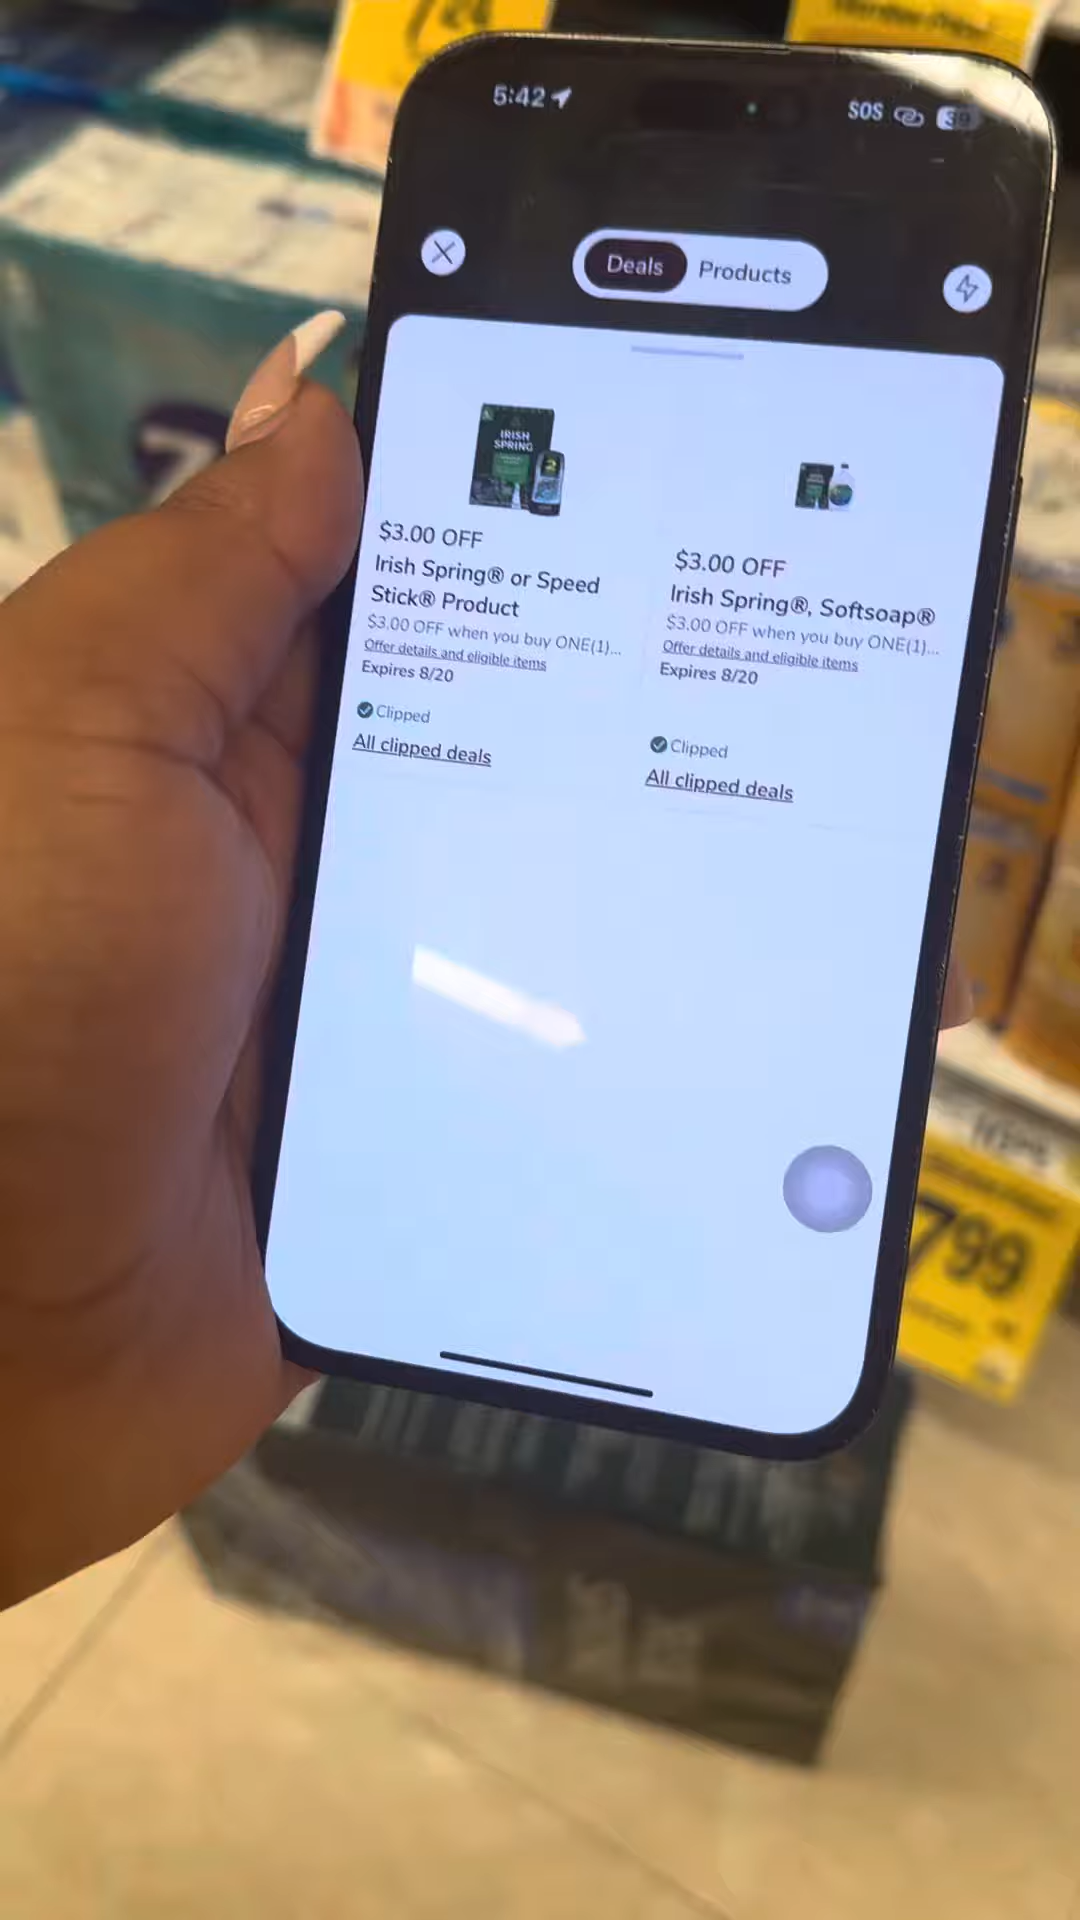 5:42
SOS
39
Deals
Products
IRISH
SPRING
$3.00 OFF
Irish Spring® or Speed
Stick® Product
$3.00 OFF when you buy ONE(1)...
Offer details and eligible items
Expires 8/20
Clipped
All clipped deals
$3.00 OFF
Irish Spring®, Softsoap®
$3.00 OFF when you buy ONE(1)...
Offer details and eligible items
Expires 8/20
Clipped
All clipped deals
799